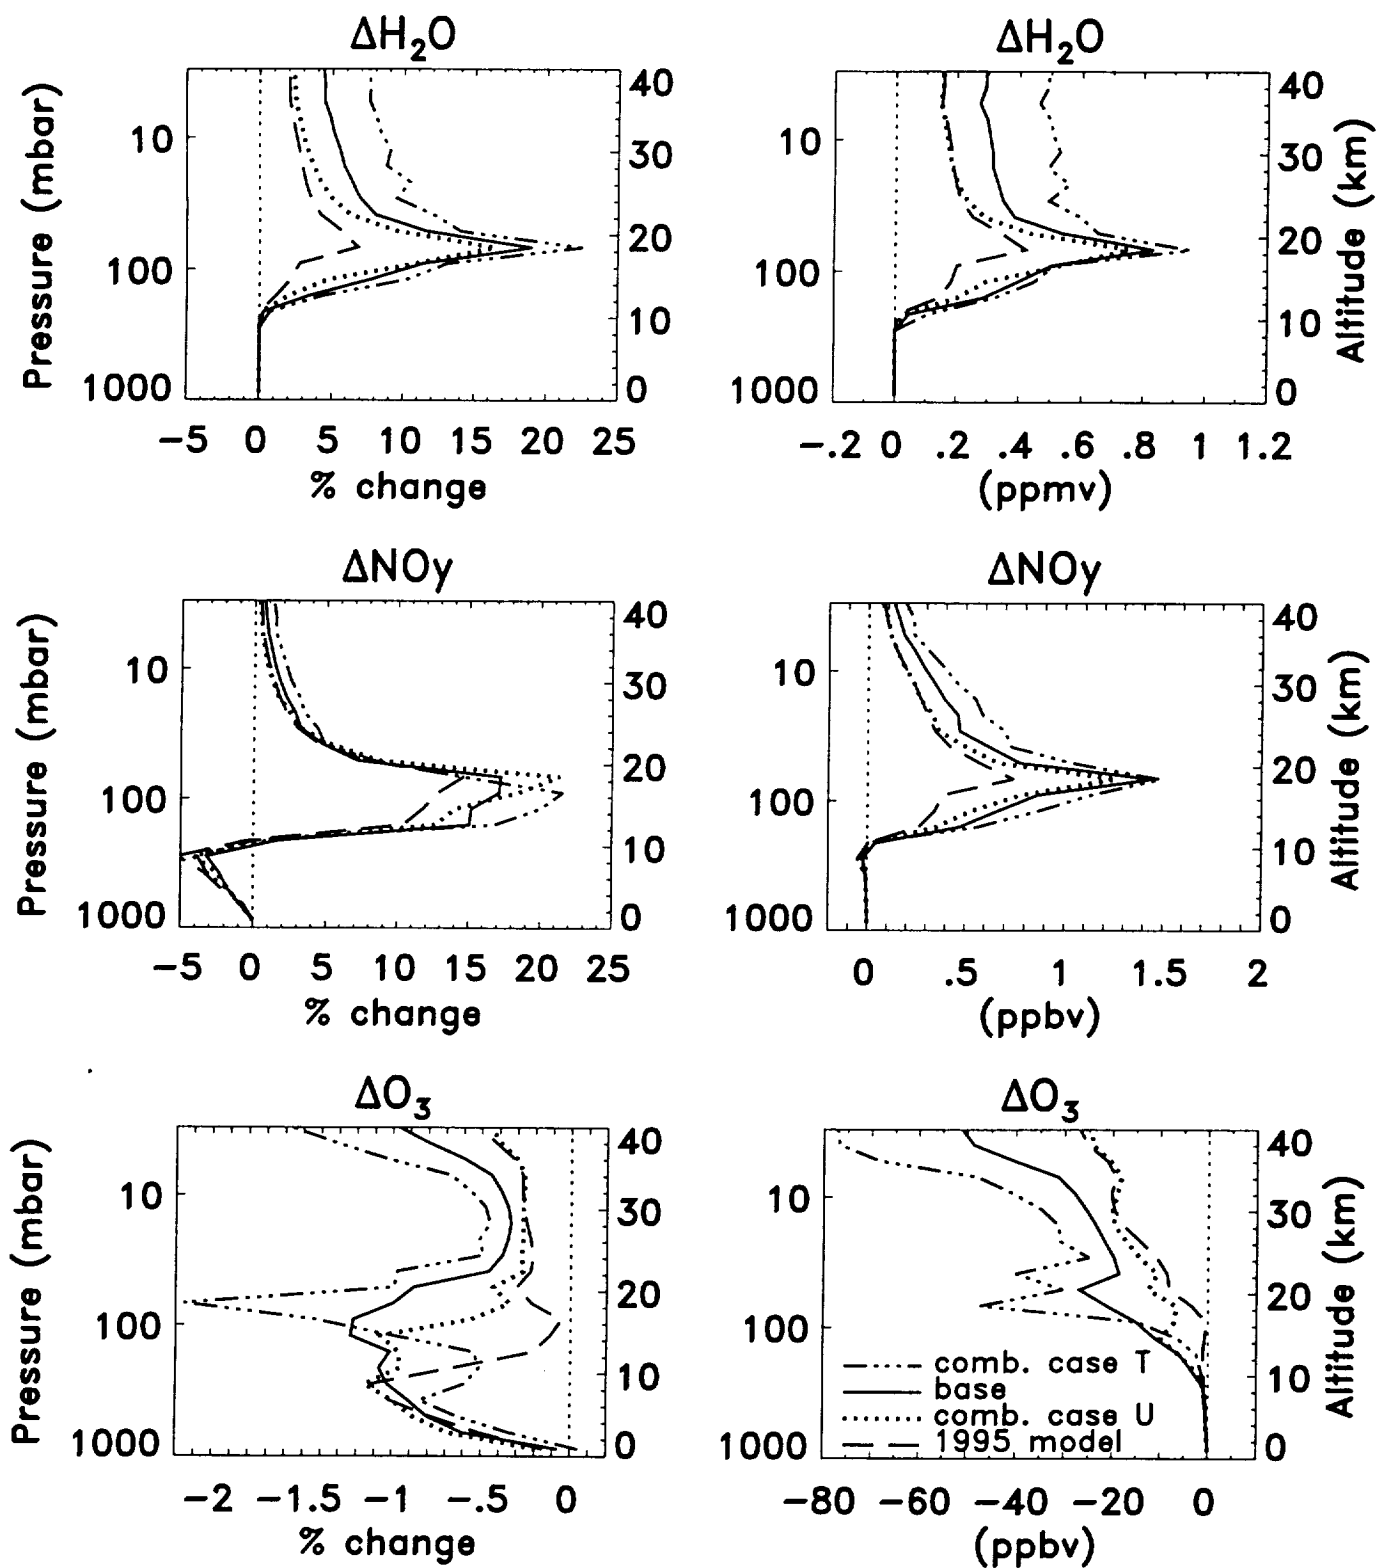 ΔH₂O
ΔH₂O
Pressure (mbar)
10
100
1000
40
30
20
10
0
-5 0 5 10 15 20 25
% change
10
100
1000
40
30
20
10
0
Altitude (km)
-.2 0 .2 .4 .6 .8 1 1.2
(ppmv)
ΔNOy
ΔNOy
Pressure (mbar)
10
100
1000
40
30
20
10
0
-5 0 5 10 15 20 25
% change
10
100
1000
40
30
20
10
0
Altitude (km)
0 .5 1 1.5 2
(ppbv)
ΔO₃
ΔO₃
Pressure (mbar)
10
100
1000
40
30
20
10
0
-2 -1.5 -1 -.5 0
% change
10
100
1000
comb. case T
base
comb. case U
1995 model
40
30
20
10
0
Altitude (km)
-80 -60 -40 -20 0
(ppbv)